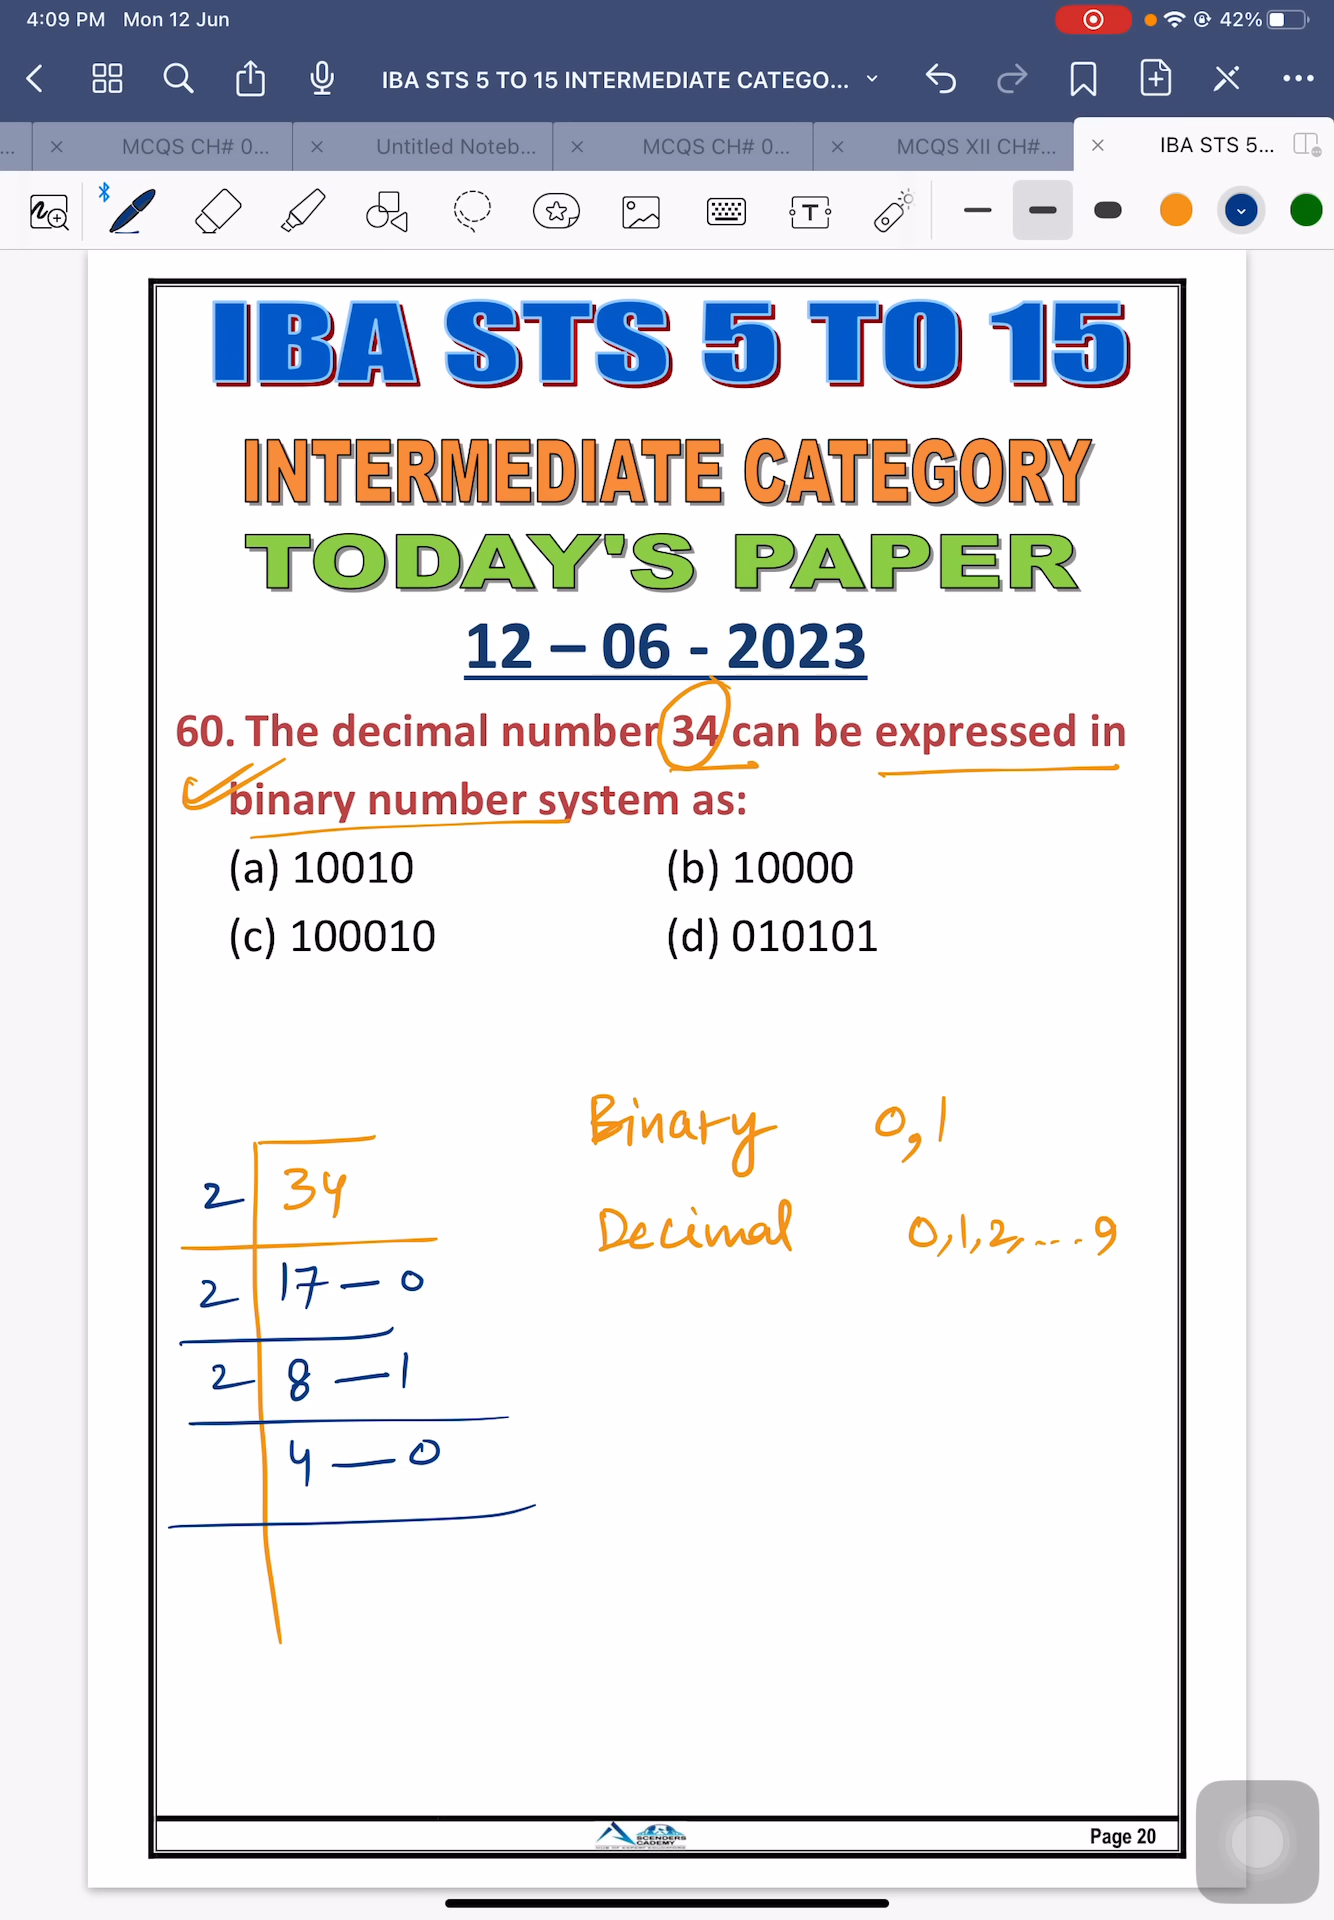 4:09 PM Mon 12 Jun
42%
IBA STS 5 TO 15 INTERMEDIATE CATEGO...
... × MCQS CH# 0... × Untitled Noteb... × MCQS CH# 0... × MCQS XII CH#... × IBA STS 5...
T
IBA STS 5 TO 15
INTERMEDIATE CATEGORY
TODAY'S PAPER
12 – 06 - 2023
60. The decimal number 34 can be expressed in
binary number system as:
(a) 10010 (b) 10000
(c) 100010 (d) 010101
Binary 0,1
2 34
Decimal 0,1,2,....9
2 17 — 0
2 8 — 1
4 — 0
SCENDERS
CADEMY
Page 20